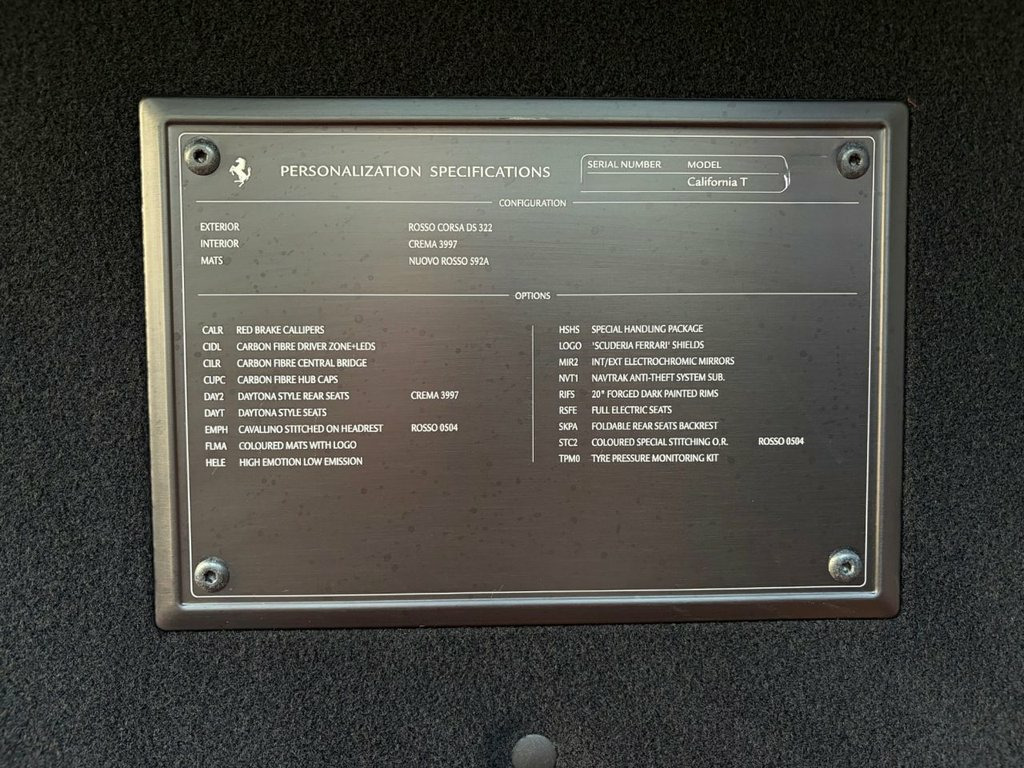 PERSONALIZATION SPECIFICATIONS
SERIAL NUMBER MODEL
California T
CONFIGURATION
EXTERIOR ROSSO CORSA DS 322
INTERIOR CREMA 3997
MATS NUOVO ROSSO 592A
OPTIONS
CALR RED BRAKE CALLIPERS
CIDL CARBON FIBRE DRIVER ZONE+LEDS
CILR CARBON FIBRE CENTRAL BRIDGE
CUPC CARBON FIBRE HUB CAPS
DAY2 DAYTONA STYLE REAR SEATS CREMA 3997
DAYT DAYTONA STYLE SEATS
EMPH CAVALLINO STITCHED ON HEADREST ROSSO 0504
FLMA COLOURED MATS WITH LOGO
HELE HIGH EMOTION LOW EMISSION
HSHS SPECIAL HANDLING PACKAGE
LOGO 'SCUDERIA FERRARI' SHIELDS
MIR2 INT/EXT ELECTROCHROMIC MIRRORS
NVT1 NAVTRAK ANTI-THEFT SYSTEM SUB.
RIFS 20" FORGED DARK PAINTED RIMS
RSFE FULL ELECTRIC SEATS
SKPA FOLDABLE REAR SEATS BACKREST
STC2 COLOURED SPECIAL STITCHING O.R. ROSSO 0504
TPM0 TYRE PRESSURE MONITORING KIT